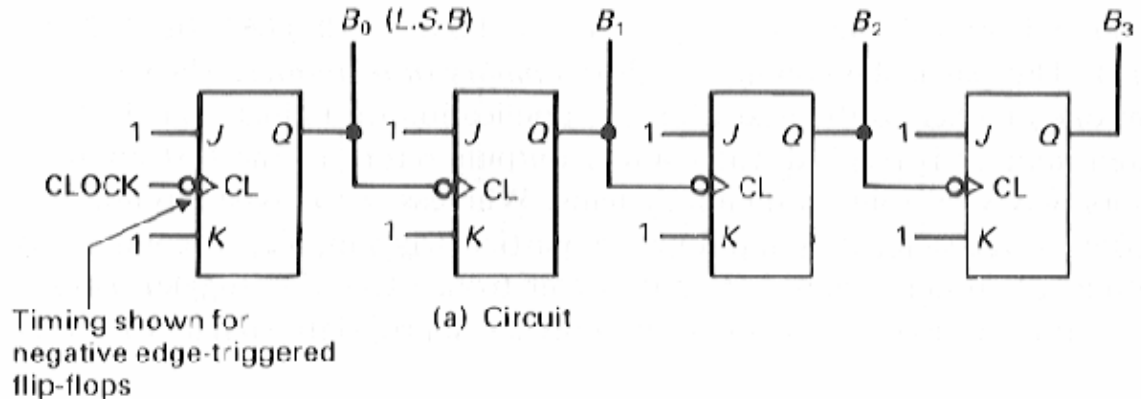 B₀ (L.S.B) B₁ B₂ B₃
1 J Q 1 J Q 1 J Q 1 J Q
CLOCK CL CL CL CL
1 K 1 K 1 K 1 K
(a) Circuit
Timing shown for
negative edge-triggered
flip-flops